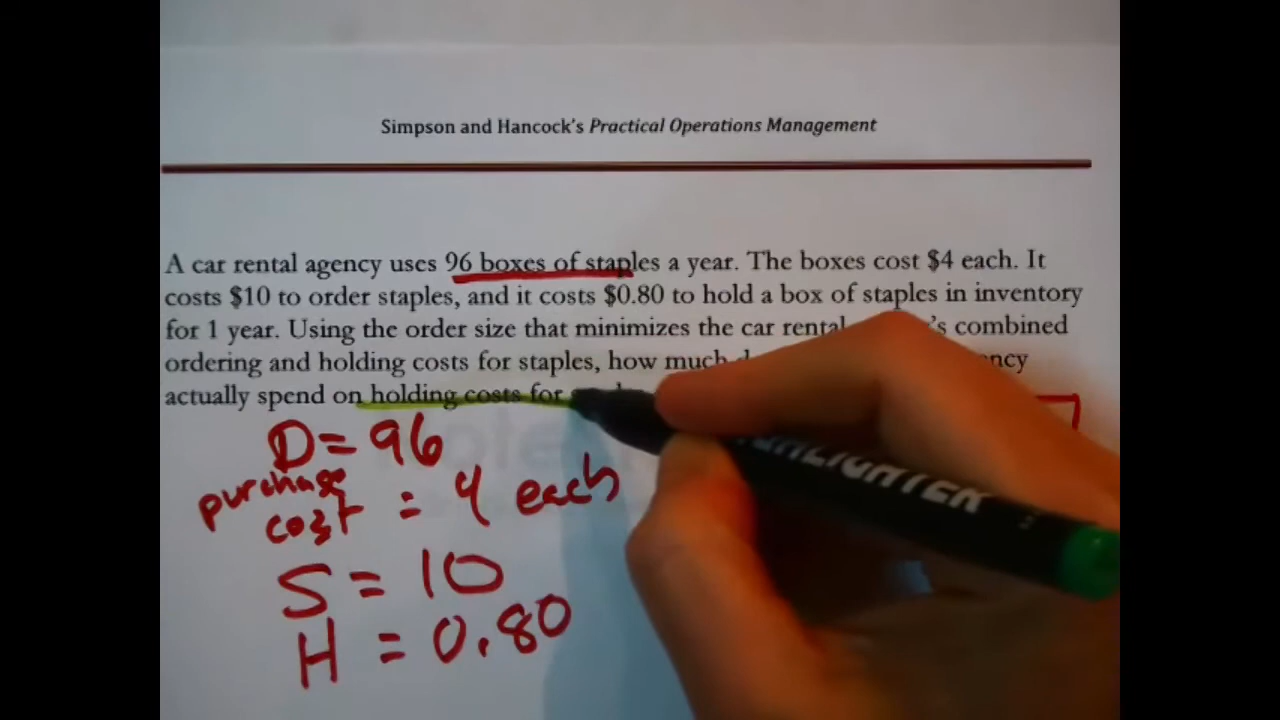 Simpson and Hancock's Practical Operations Management
A car rental agency uses 96 boxes of staples a year. The boxes cost $4 each. It
costs $10 to order staples, and it costs $0.80 to hold a box of staples in inventory
for 1 year. Using the order size that minimizes the car rental combined
ordering and holding costs for staples, how much
actually spend on holding costs for
D = 96
purchase cost = 4 each
S = 10
H = 0.80